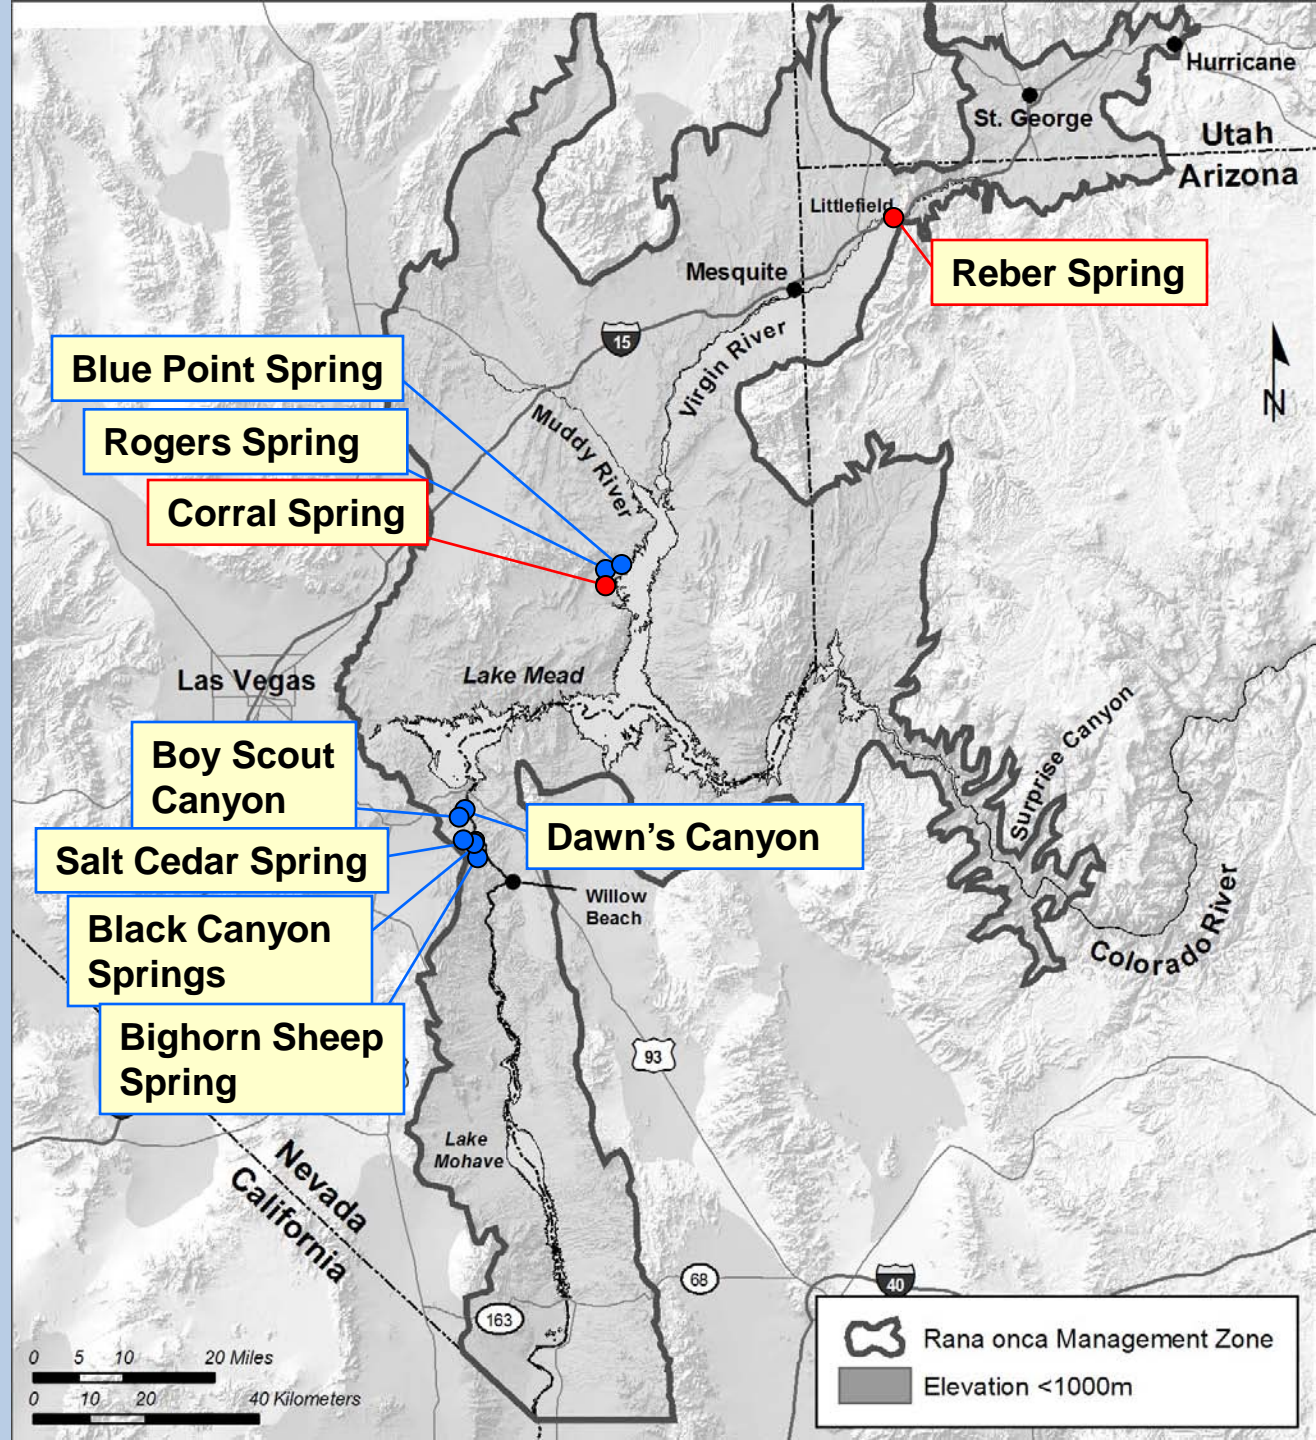 Hurricane
St. George
Utah
Arizona
Littlefield
Reber Spring
Mesquite
15
Virgin River
N
Blue Point Spring
Rogers Spring
Muddy River
Corral Spring
Las Vegas
Lake Mead
Surprise Canyon
Boy Scout
Canyon
Dawn’s Canyon
Salt Cedar Spring
Willow
Beach
Black Canyon
Springs
Colorado River
Bighorn Sheep
Spring
93
Lake
Mohave
Nevada
California
68
40
163
Rana onca Management Zone
Elevation <1000m
0 5 10 20 Miles
0 10 20 40 Kilometers